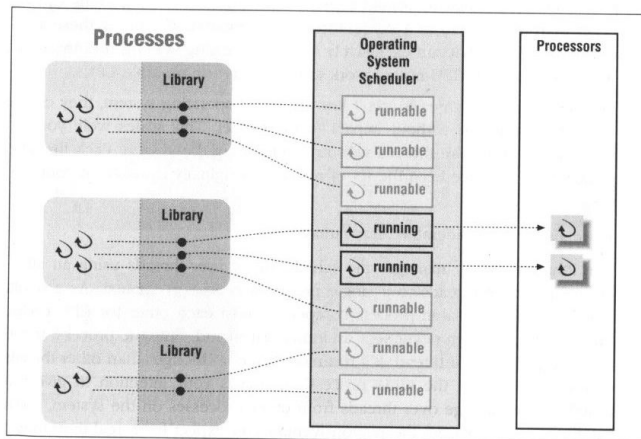 Processes
Library
Library
Library
Operating
System
Scheduler
runnable
runnable
runnable
running
running
runnable
runnable
runnable
Processors